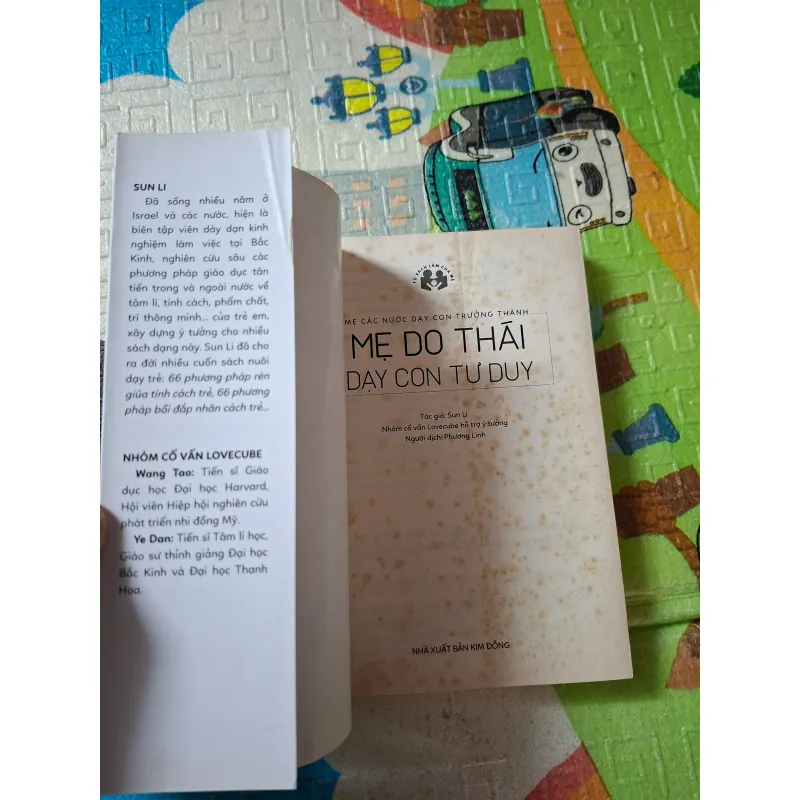 SUN LI
Đã sống nhiều năm ở
Israel và các nước, hiện là
biên tập viên dày dạn kinh
nghiệm làm việc tại Bắc
Kinh, nghiên cứu sâu các
phương pháp giáo dục tân
tiến trong và ngoài nước về
tâm lí, tính cách, phẩm chất,
trí thông minh... của trẻ em,
xây dựng ý tưởng cho nhiều
sách dạng này. Sun Li đã cho
ra đời nhiều cuốn sách nuôi
dạy trẻ: 66 phương pháp rèn
giũa tính cách trẻ, 66 phương
pháp bồi đắp nhân cách trẻ...
NHÓM CỐ VẤN LOVECUBE
Wang Tao: Tiến sĩ Giáo
dục học Đại học Harvard,
Hội viên Hiệp hội nghiên cứu
phát triển nhi đồng Mỹ.
Ye Dan: Tiến sĩ Tâm lí học,
Giáo sư thỉnh giảng Đại học
Bắc Kinh và Đại học Thanh
Hoa.
TỦ SÁCH LÀM CHA MẸ
MẸ CÁC NƯỚC DẠY CON TRƯỞNG THÀNH
MẸ DO THÁI
DẠY CON TƯ DUY
Tác giả: Sun Li
Nhóm cố vấn Lovecube hỗ trợ ý tưởng
Người dịch: Phương Linh
NHÀ XUẤT BẢN KIM ĐỒNG